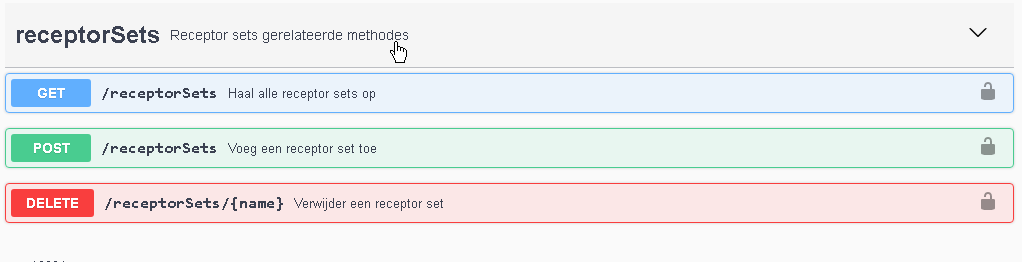 receptorSets Receptor sets gerelateerde methodes
GET /receptorSets Haal alle receptor sets op
POST /receptorSets Voeg een receptor set toe
DELETE /receptorSets/{name} Verwijder een receptor set